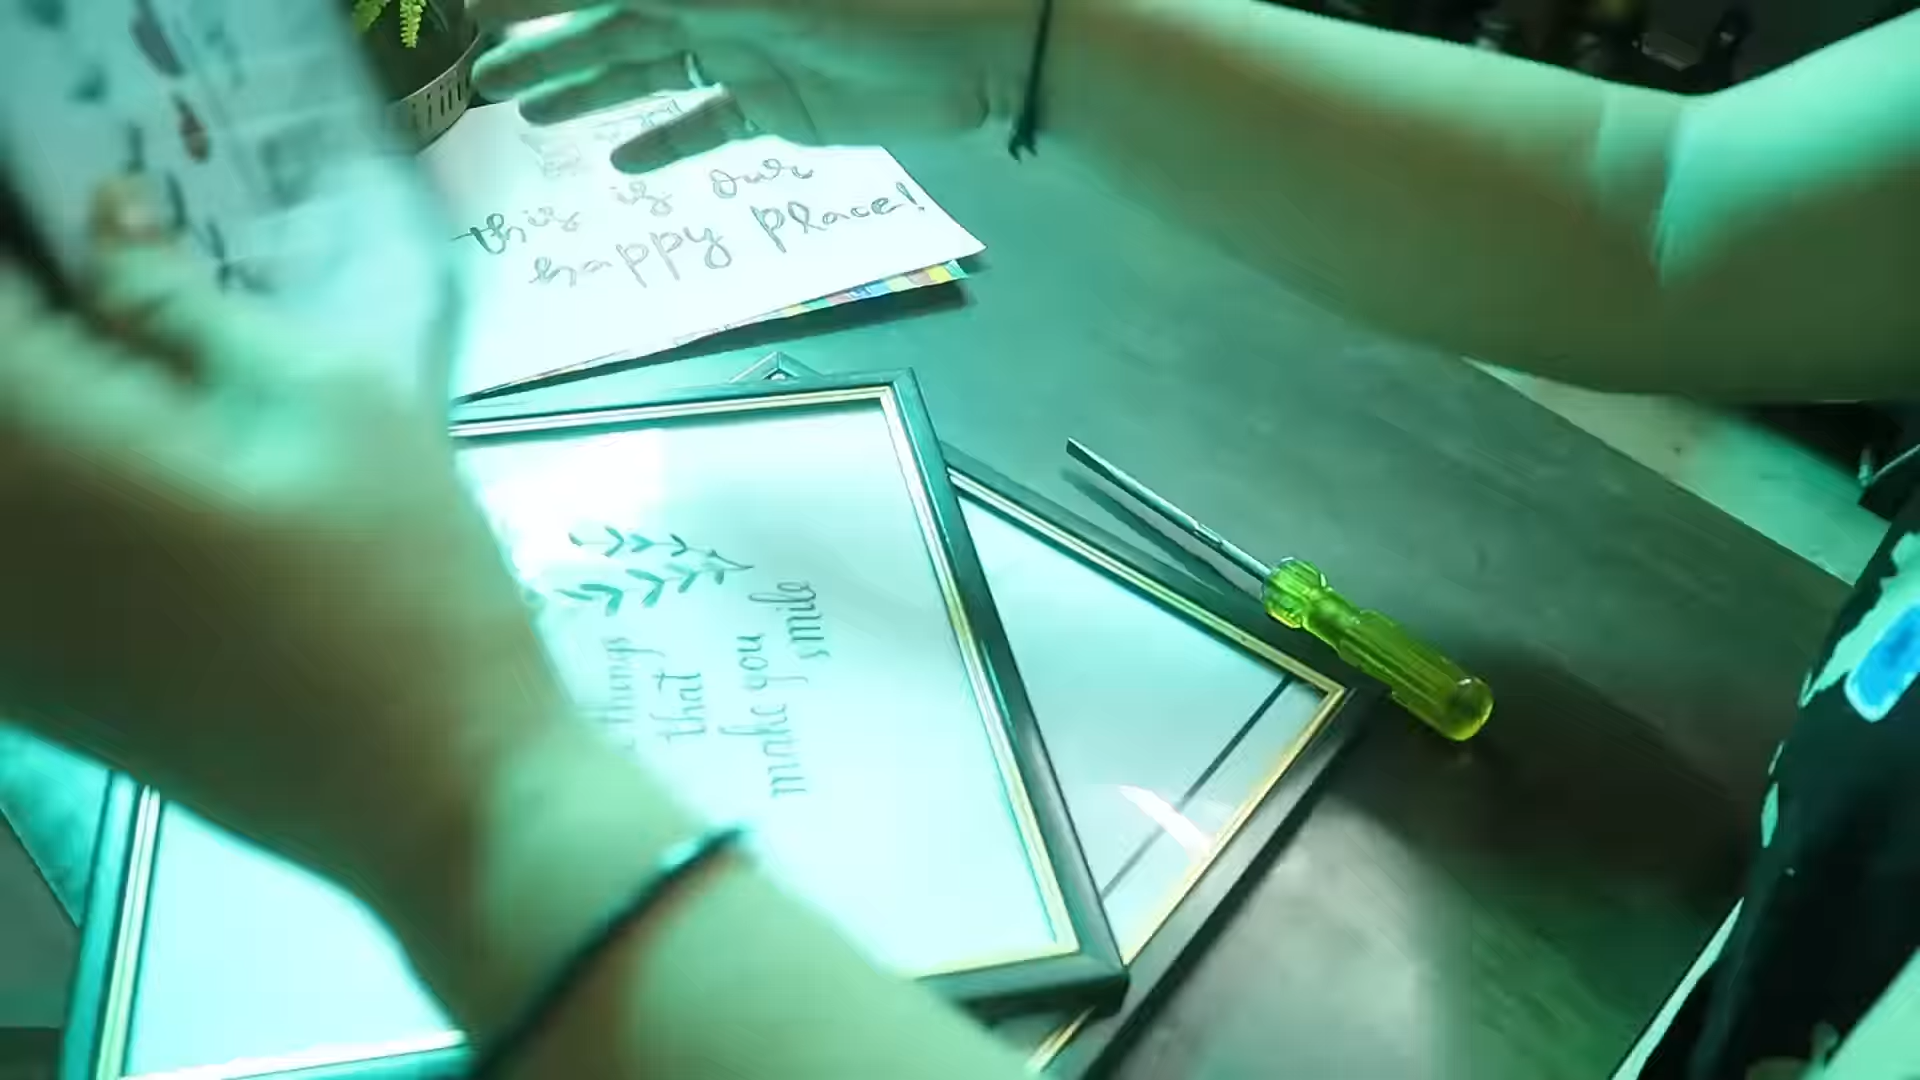 this is our
happy place!
things
that
make you
smile